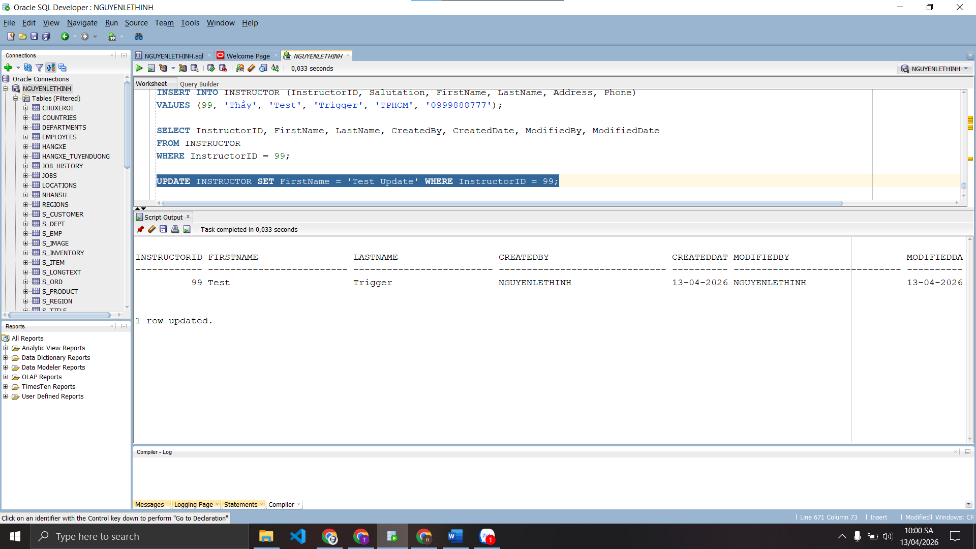 Oracle SQL Developer : NGUYENLETHINH
File Edit View Navigate Run Source Team Tools Window Help
Connections
Oracle Connections
NGUYENLETHINH
Tables (Filtered)
CHUXEROI
COUNTRIES
DEPARTMENTS
EMPLOYEES
HANGXE
HANGXE_TUYENDUONG
JOB_HISTORY
JOBS
LOCATIONS
NHANSU
REGIONS
S_CUSTOMER
S_DEPT
S_EMP
S_IMAGE
S_INVENTORY
S_ITEM
S_LONGTEXT
S_ORD
S_PRODUCT
S_REGION
S_TITLE
Reports
All Reports
Analytic View Reports
Data Dictionary Reports
Data Modeler Reports
OLAP Reports
TimesTen Reports
User Defined Reports
NGUYENLETHINH.sql
Welcome Page
NGUYENLETHINH
0,033 seconds
NGUYENLETHINH
Worksheet Query Builder
INSERT INTO INSTRUCTOR (InstructorID, Salutation, FirstName, LastName, Address, Phone)
VALUES (99, 'Thầy', 'Test', 'Trigger', 'TPHCM', '0999888777');
SELECT InstructorID, FirstName, LastName, CreatedBy, CreatedDate, ModifiedBy, ModifiedDate
FROM INSTRUCTOR
WHERE InstructorID = 99;
UPDATE INSTRUCTOR SET FirstName = 'Test Update' WHERE InstructorID = 99;
Script Output
Task completed in 0,033 seconds
INSTRUCTORID FIRSTNAME LASTNAME CREATEDBY CREATEDDAT MODIFIEDBY MODIFIEDDA
99 Test Trigger NGUYENLETHINH 13-04-2026 NGUYENLETHINH 13-04-2026
1 row updated.
Compiler - Log
Messages Logging Page Statements Compiler
Click on an identifier with the Control key down to perform "Go to Declaration"
Line 671 Column 73 Insert Modified Windows: CF
Type here to search
10:00 SA
13/04/2026